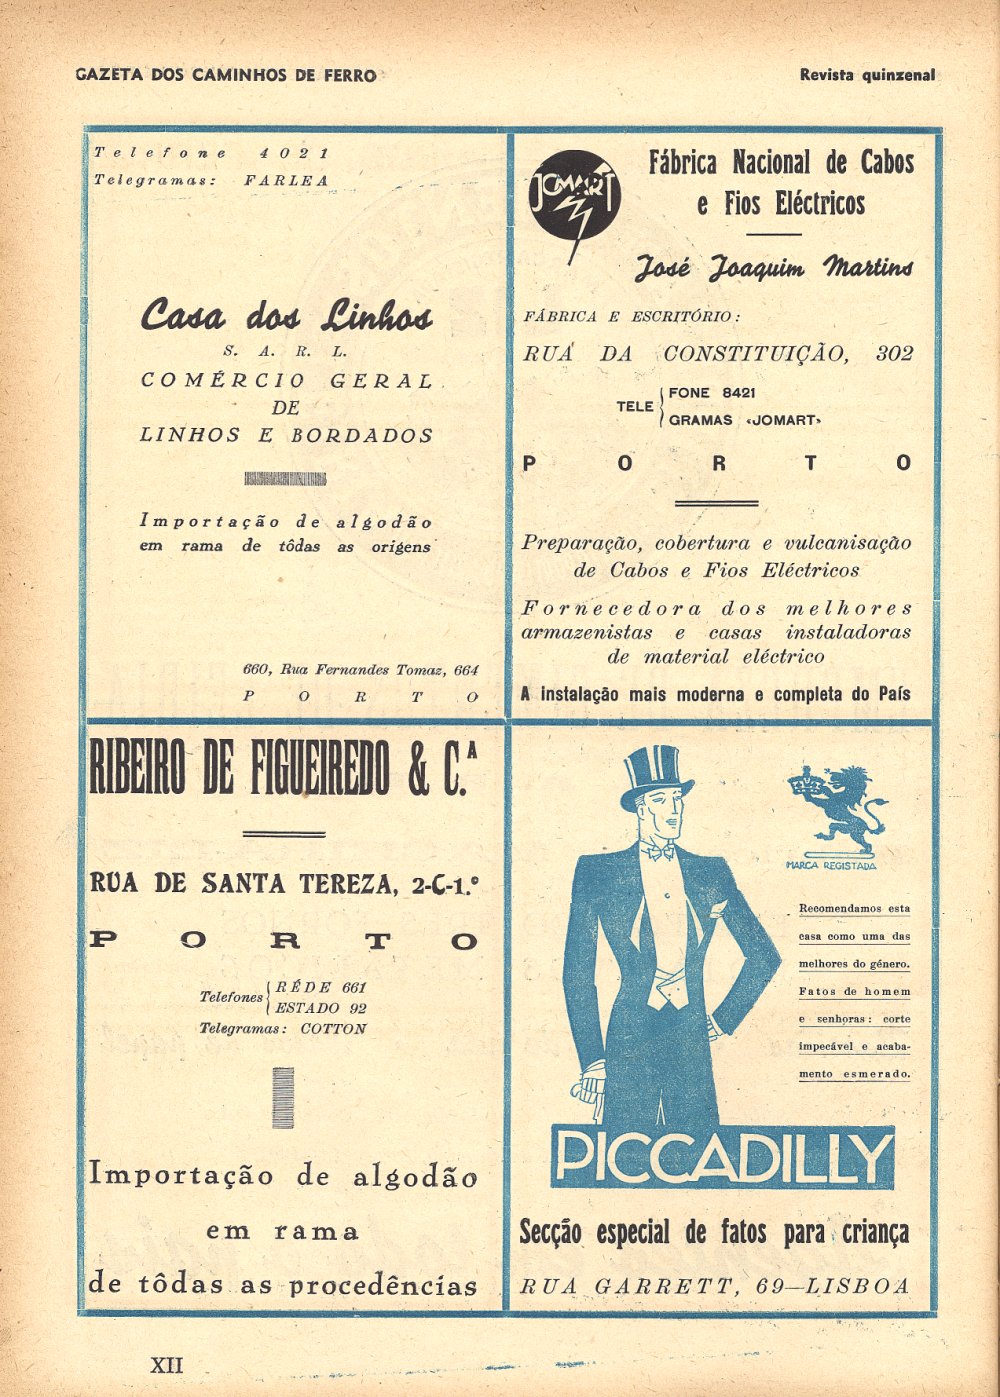 GAZETA DOS CAMINHOS DE FERRO
Revista quinzenal
Telefone 4021
Telegramas: FARLEA
Casa dos Linhos
S. A. R. L.
COMÉRCIO GERAL
DE
LINHOS E BORDADOS
Importação de algodão
em rama de tôdas as origens
660, Rua Fernandes Tomaz, 664
PORTO
JOMART
Fábrica Nacional de Cabos
e Fios Eléctricos
José Joaquim Martins
FÁBRICA E ESCRITÓRIO:
RUA DA CONSTITUIÇÃO, 302
TELE
FONE 8421
GRAMAS «JOMART»
PORTO
Preparação, cobertura e vulcanisação
de Cabos e Fios Eléctricos
Fornecedora dos melhores
armazenistas e casas instaladoras
de material eléctrico
A instalação mais moderna e completa do País
RIBEIRO DE FIGUEIREDO & C.ª
RUA DE SANTA TEREZA, 2-C-1.º
PORTO
Telefones
RÊDE 661
ESTADO 92
Telegramas: COTTON
Importação de algodão
em rama
de tôdas as procedências
MARCA REGISTADA
Recomendamos esta
casa como uma das
melhores do género.
Fatos de homem
e senhoras: corte
impecável e acaba-
mento esmerado.
PICCADILLY
Secção especial de fatos para criança
RUA GARRETT, 69—LISBOA
XII